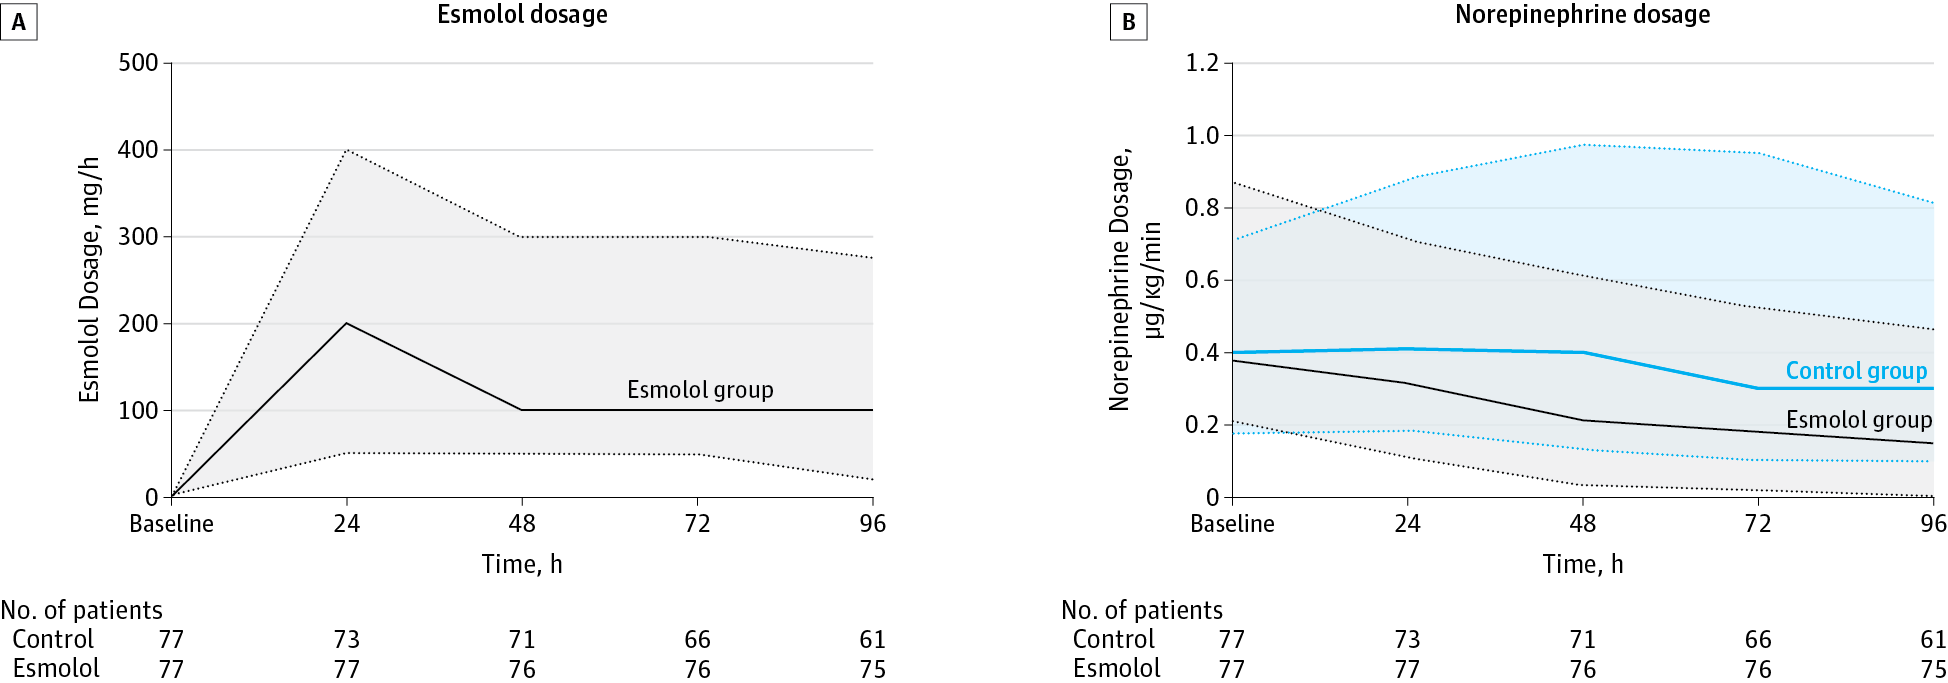 A
Esmolol dosage
500
400
300
200
100
0
Esmolol Dosage, mg/h
Esmolol group
Baseline 24 48 72 96
Time, h
No. of patients
Control 77 73 71 66 61
Esmolol 77 77 76 76 75
B
Norepinephrine dosage
1.2
1.0
0.8
0.6
0.4
0.2
0
Norepinephrine Dosage,
μg/κg/min
Control group
Esmolol group
Baseline 24 48 72 96
Time, h
No. of patients
Control 77 73 71 66 61
Esmolol 77 77 76 76 75